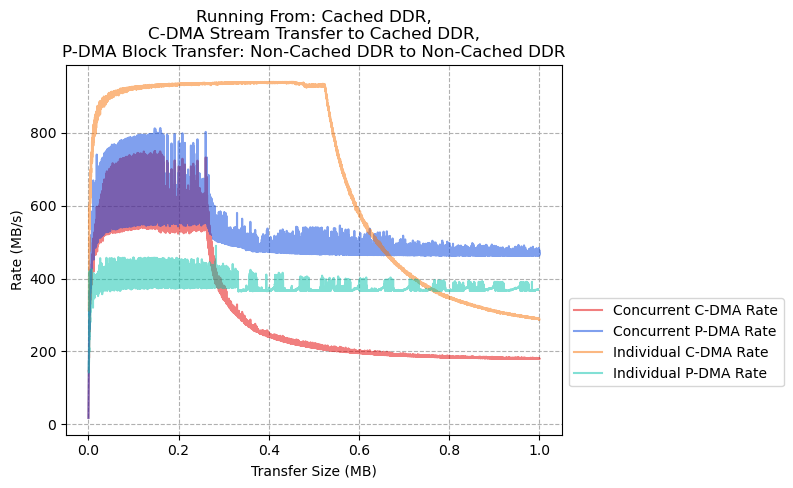 Running From: Cached DDR,
C-DMA Stream Transfer to Cached DDR,
P-DMA Block Transfer: Non-Cached DDR to Non-Cached DDR
Rate (MB/s)
800
600
400
200
0
0.0 0.2 0.4 0.6 0.8 1.0
Transfer Size (MB)
Concurrent C-DMA Rate
Concurrent P-DMA Rate
Individual C-DMA Rate
Individual P-DMA Rate